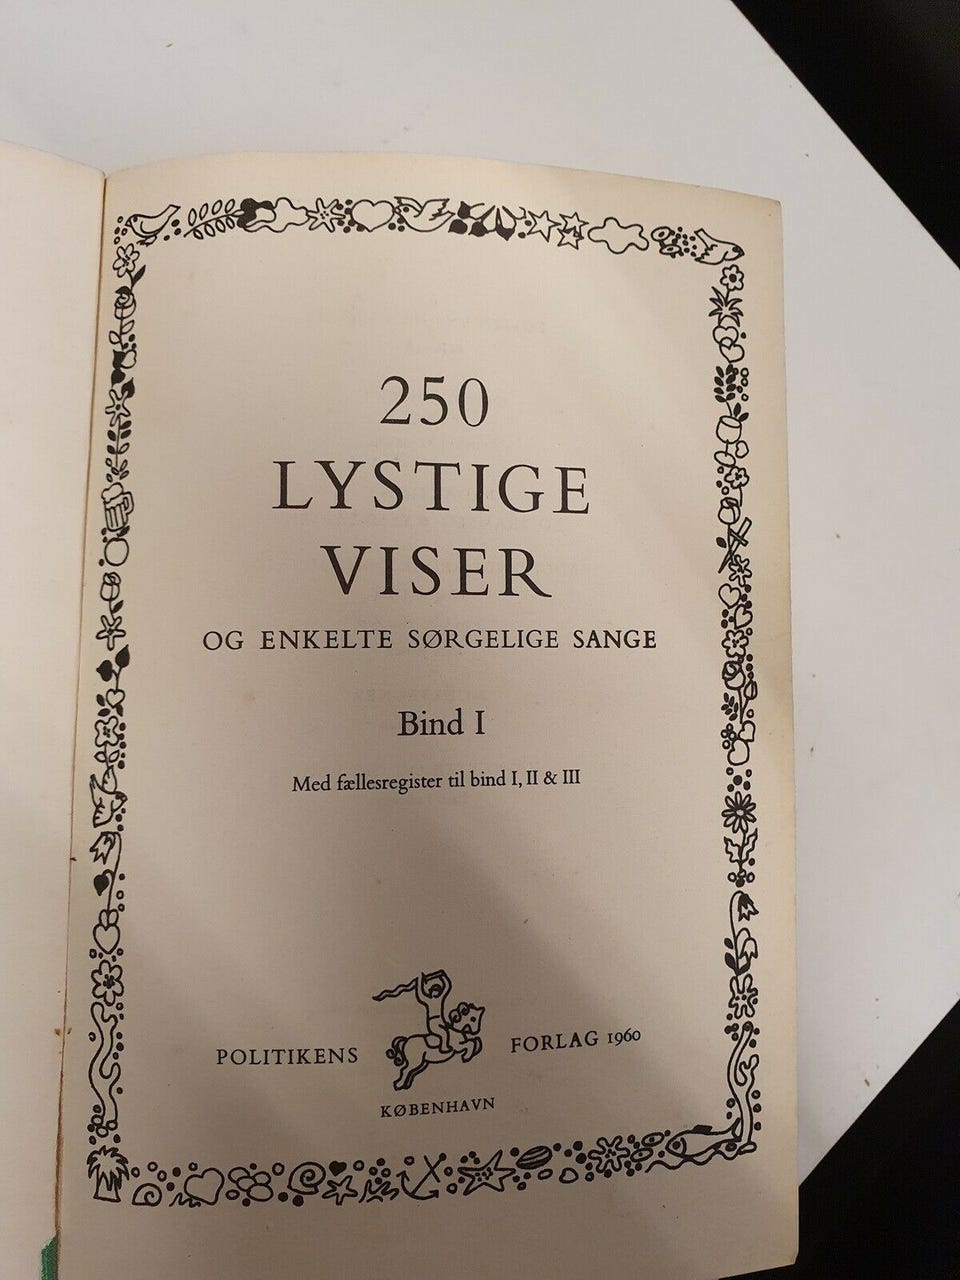 250
LYSTIGE
VISER
OG ENKELTE SØRGELIGE SANGE
Bind I
Med fællesregister til bind I, II & III
POLITIKENS FORLAG 1960
KØBENHAVN